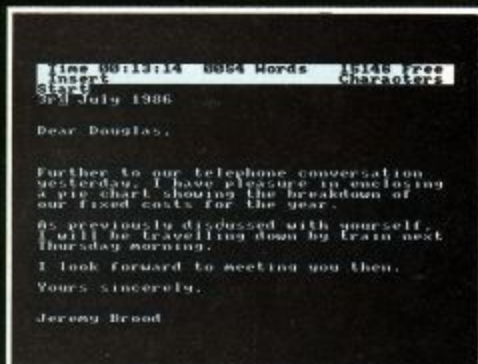 Time 00:13:14 0054 Words 15146 Free
Insert Characters
Start
3rd July 1986
Dear Douglas,
Further to our telephone conversation
yesterday, I have pleasure in enclosing
a pie chart showing the breakdown of
our fixed costs for the year.
As previously disdussed with yourself,
I will be travelling down by train next
Thursday morning.
I look forward to meeting you then.
Yours sincerely,
Jeremy Brood